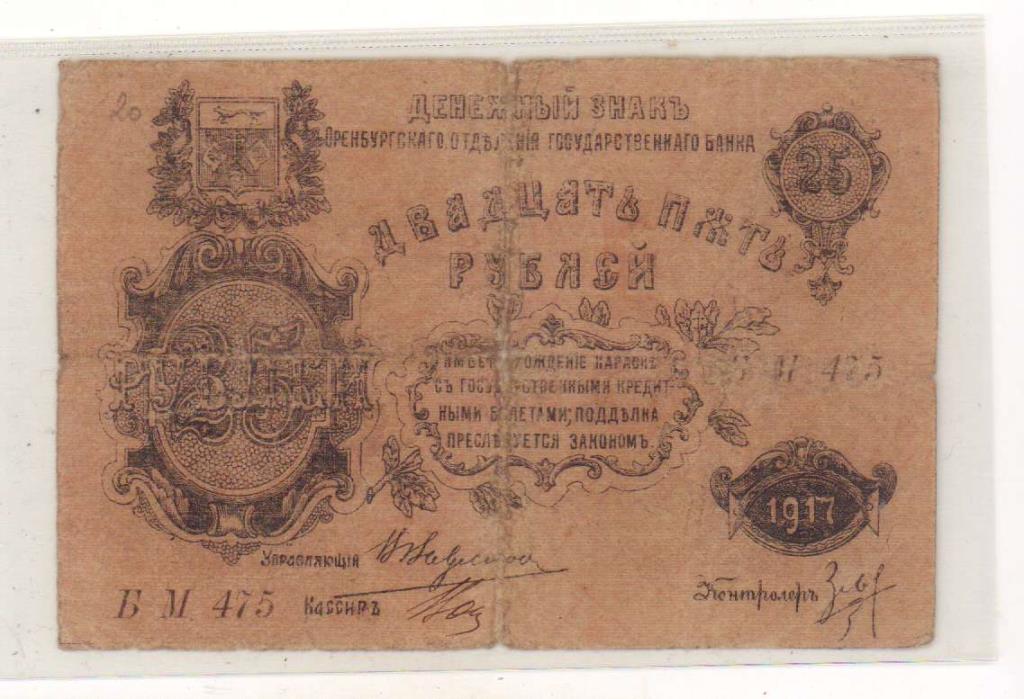 20
ДЕНЕЖНЫЙ ЗНАКЪ
ОРЕНБУРГСКАГО ОТДѢЛЕНІЯ ГОСУДАРСТВЕННАГО БАНКА
25
ДВАДЦАТЬ ПЯТЬ
РУБЛЕЙ
25
РУБЛЕЙ
ИМѢЕТЪ ХОЖДЕНІЕ НАРАВНѢ
СЪ ГОСУДАРСТВЕННЫМИ КРЕДИТ-
НЫМИ БИЛЕТАМИ; ПОДДѢЛКА
ПРЕСЛѢДУЕТСЯ ЗАКОНОМЪ.
Б М 475
1917
УПРАВЛЯЮЩІЙ
Б М 475 КАССИРЪ
Контролеръ